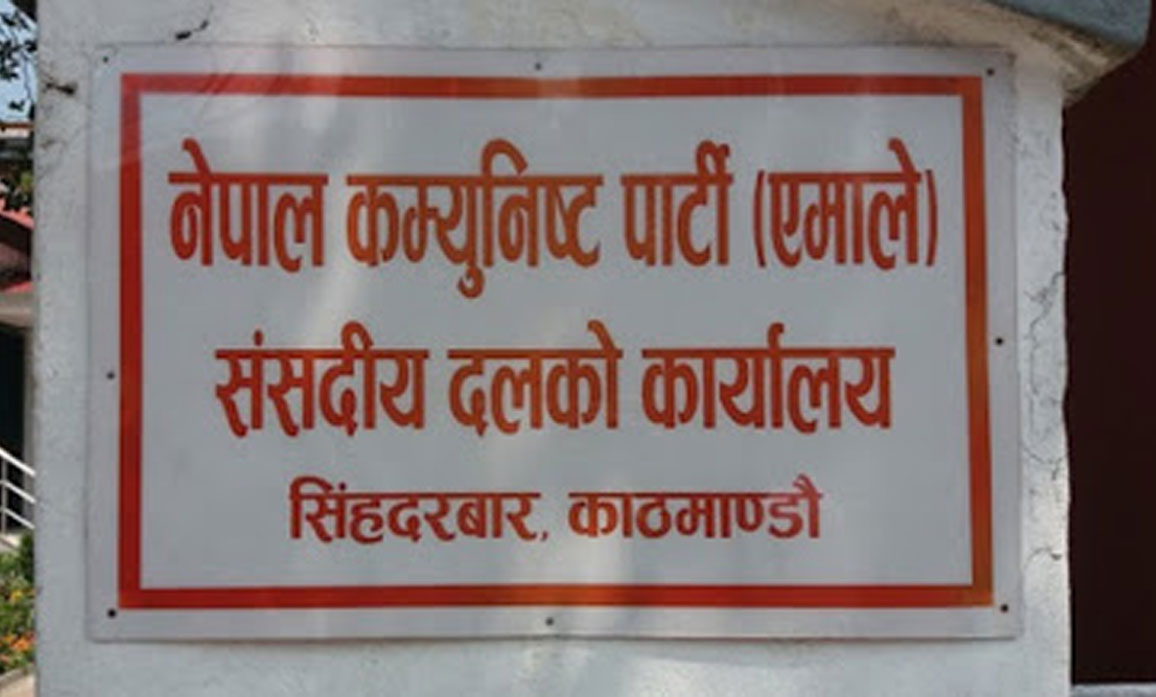 नेपाल कम्युनिष्ट पार्टी (एमाले)
संसदीय दलको कार्यालय
सिंहदरबार, काठमाण्डौ